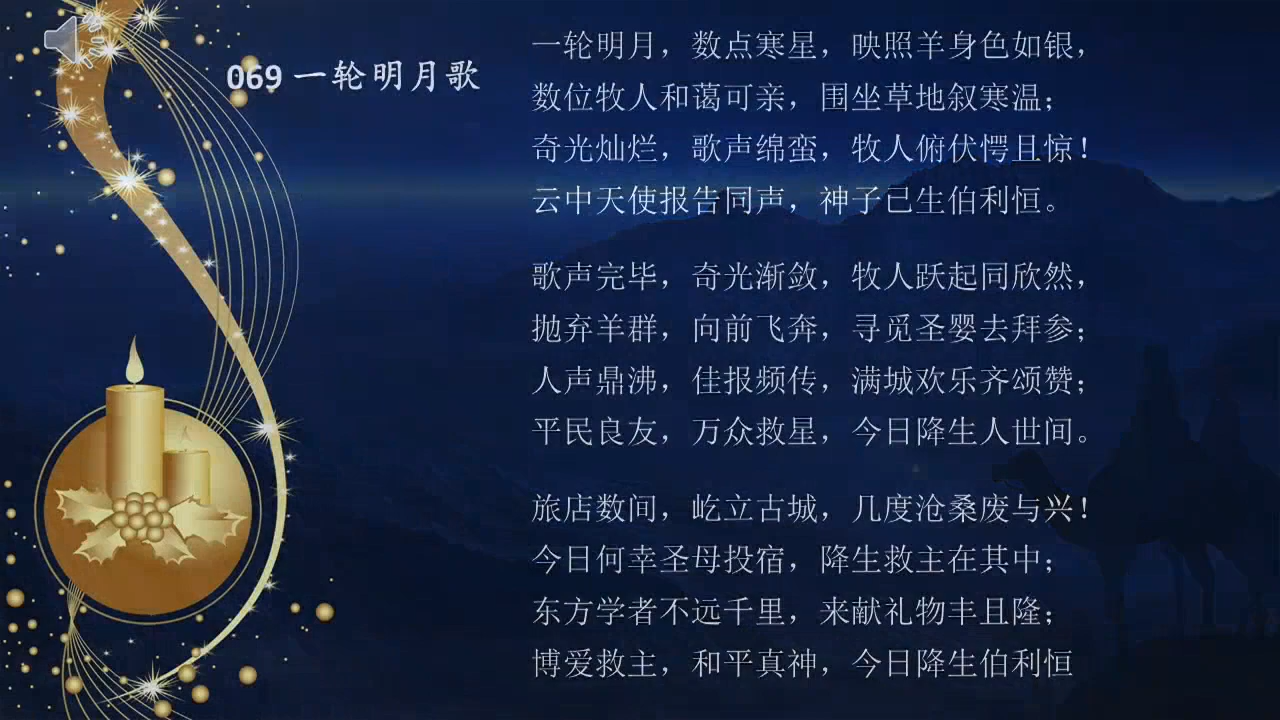 069 一轮明月歌
一轮明月，数点寒星，映照羊身色如银，
数位牧人和蔼可亲，围坐草地叙寒温；
奇光灿烂，歌声绵蛮，牧人俯伏愕且惊！
云中天使报告同声，神子已生伯利恒。
歌声完毕，奇光渐敛，牧人跃起同欣然，
抛弃羊群，向前飞奔，寻觅圣婴去拜参；
人声鼎沸，佳报频传，满城欢乐齐颂赞；
平民良友，万众救星，今日降生人世间。
旅店数间，屹立古城，几度沧桑废与兴！
今日何幸圣母投宿，降生救主在其中；
东方学者不远千里，来献礼物丰且隆；
博爱救主，和平真神，今日降生伯利恒